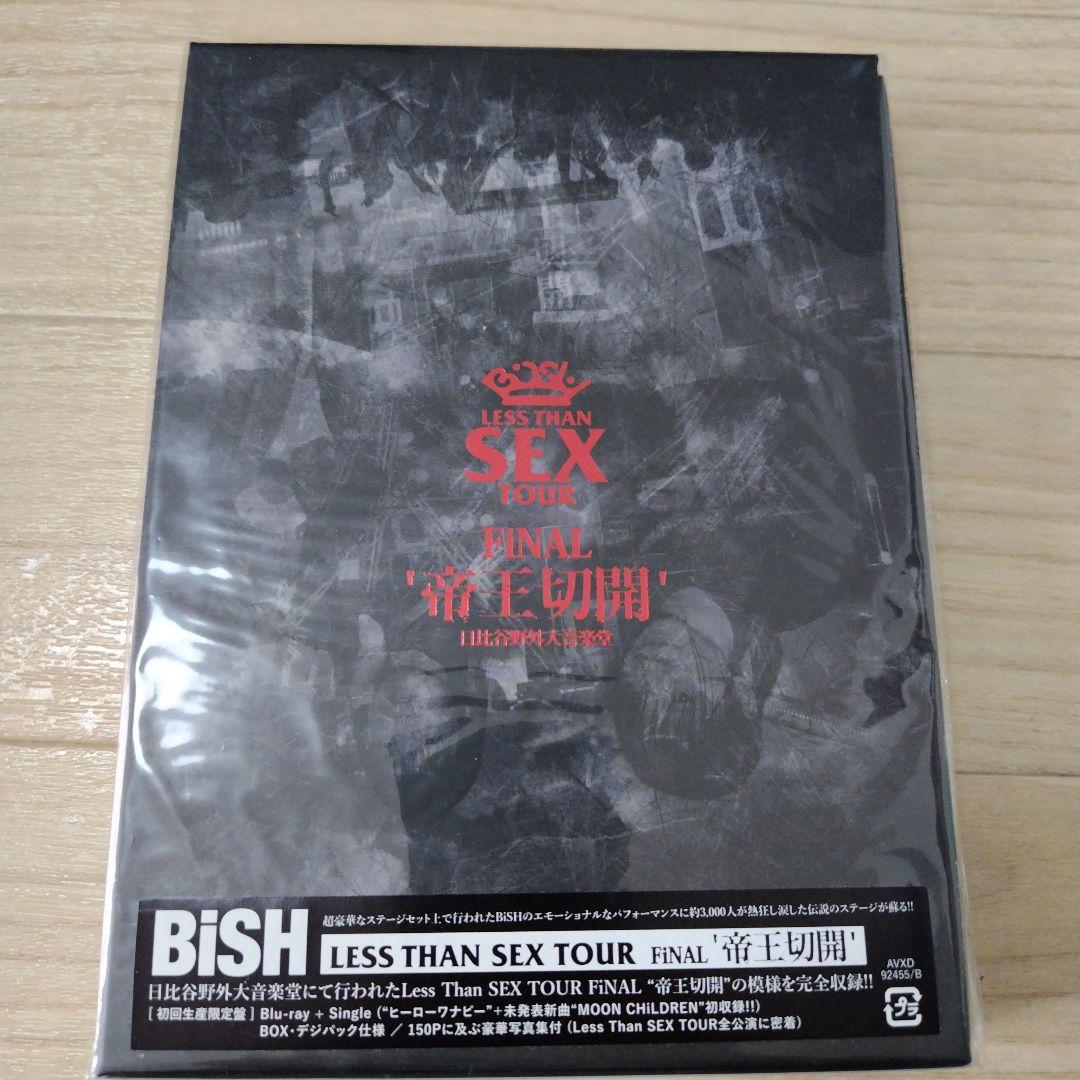 BiSH
LESS THAN
SEX
TOUR
FiNAL
'帝王切開'
日比谷野外大音楽堂
BiSH
超豪華なステージセット上で行われたBiSHのエモーショナルなパフォーマンスに約3,000人が熱狂し涙した伝説のステージが蘇る!!
LESS THAN SEX TOUR FiNAL '帝王切開'
AVXD
92455/B
日比谷野外大音楽堂にて行われたLess Than SEX TOUR FiNAL “帝王切開”の模様を完全収録!!
[初回生産限定盤] Blu-ray + Single (“ヒーローワナビー”+未発表新曲“MOON CHiLDREN”初収録!!)
BOX・デジパック仕様 / 150Pに及ぶ豪華写真集付 (Less Than SEX TOUR全公演に密着)
プラ